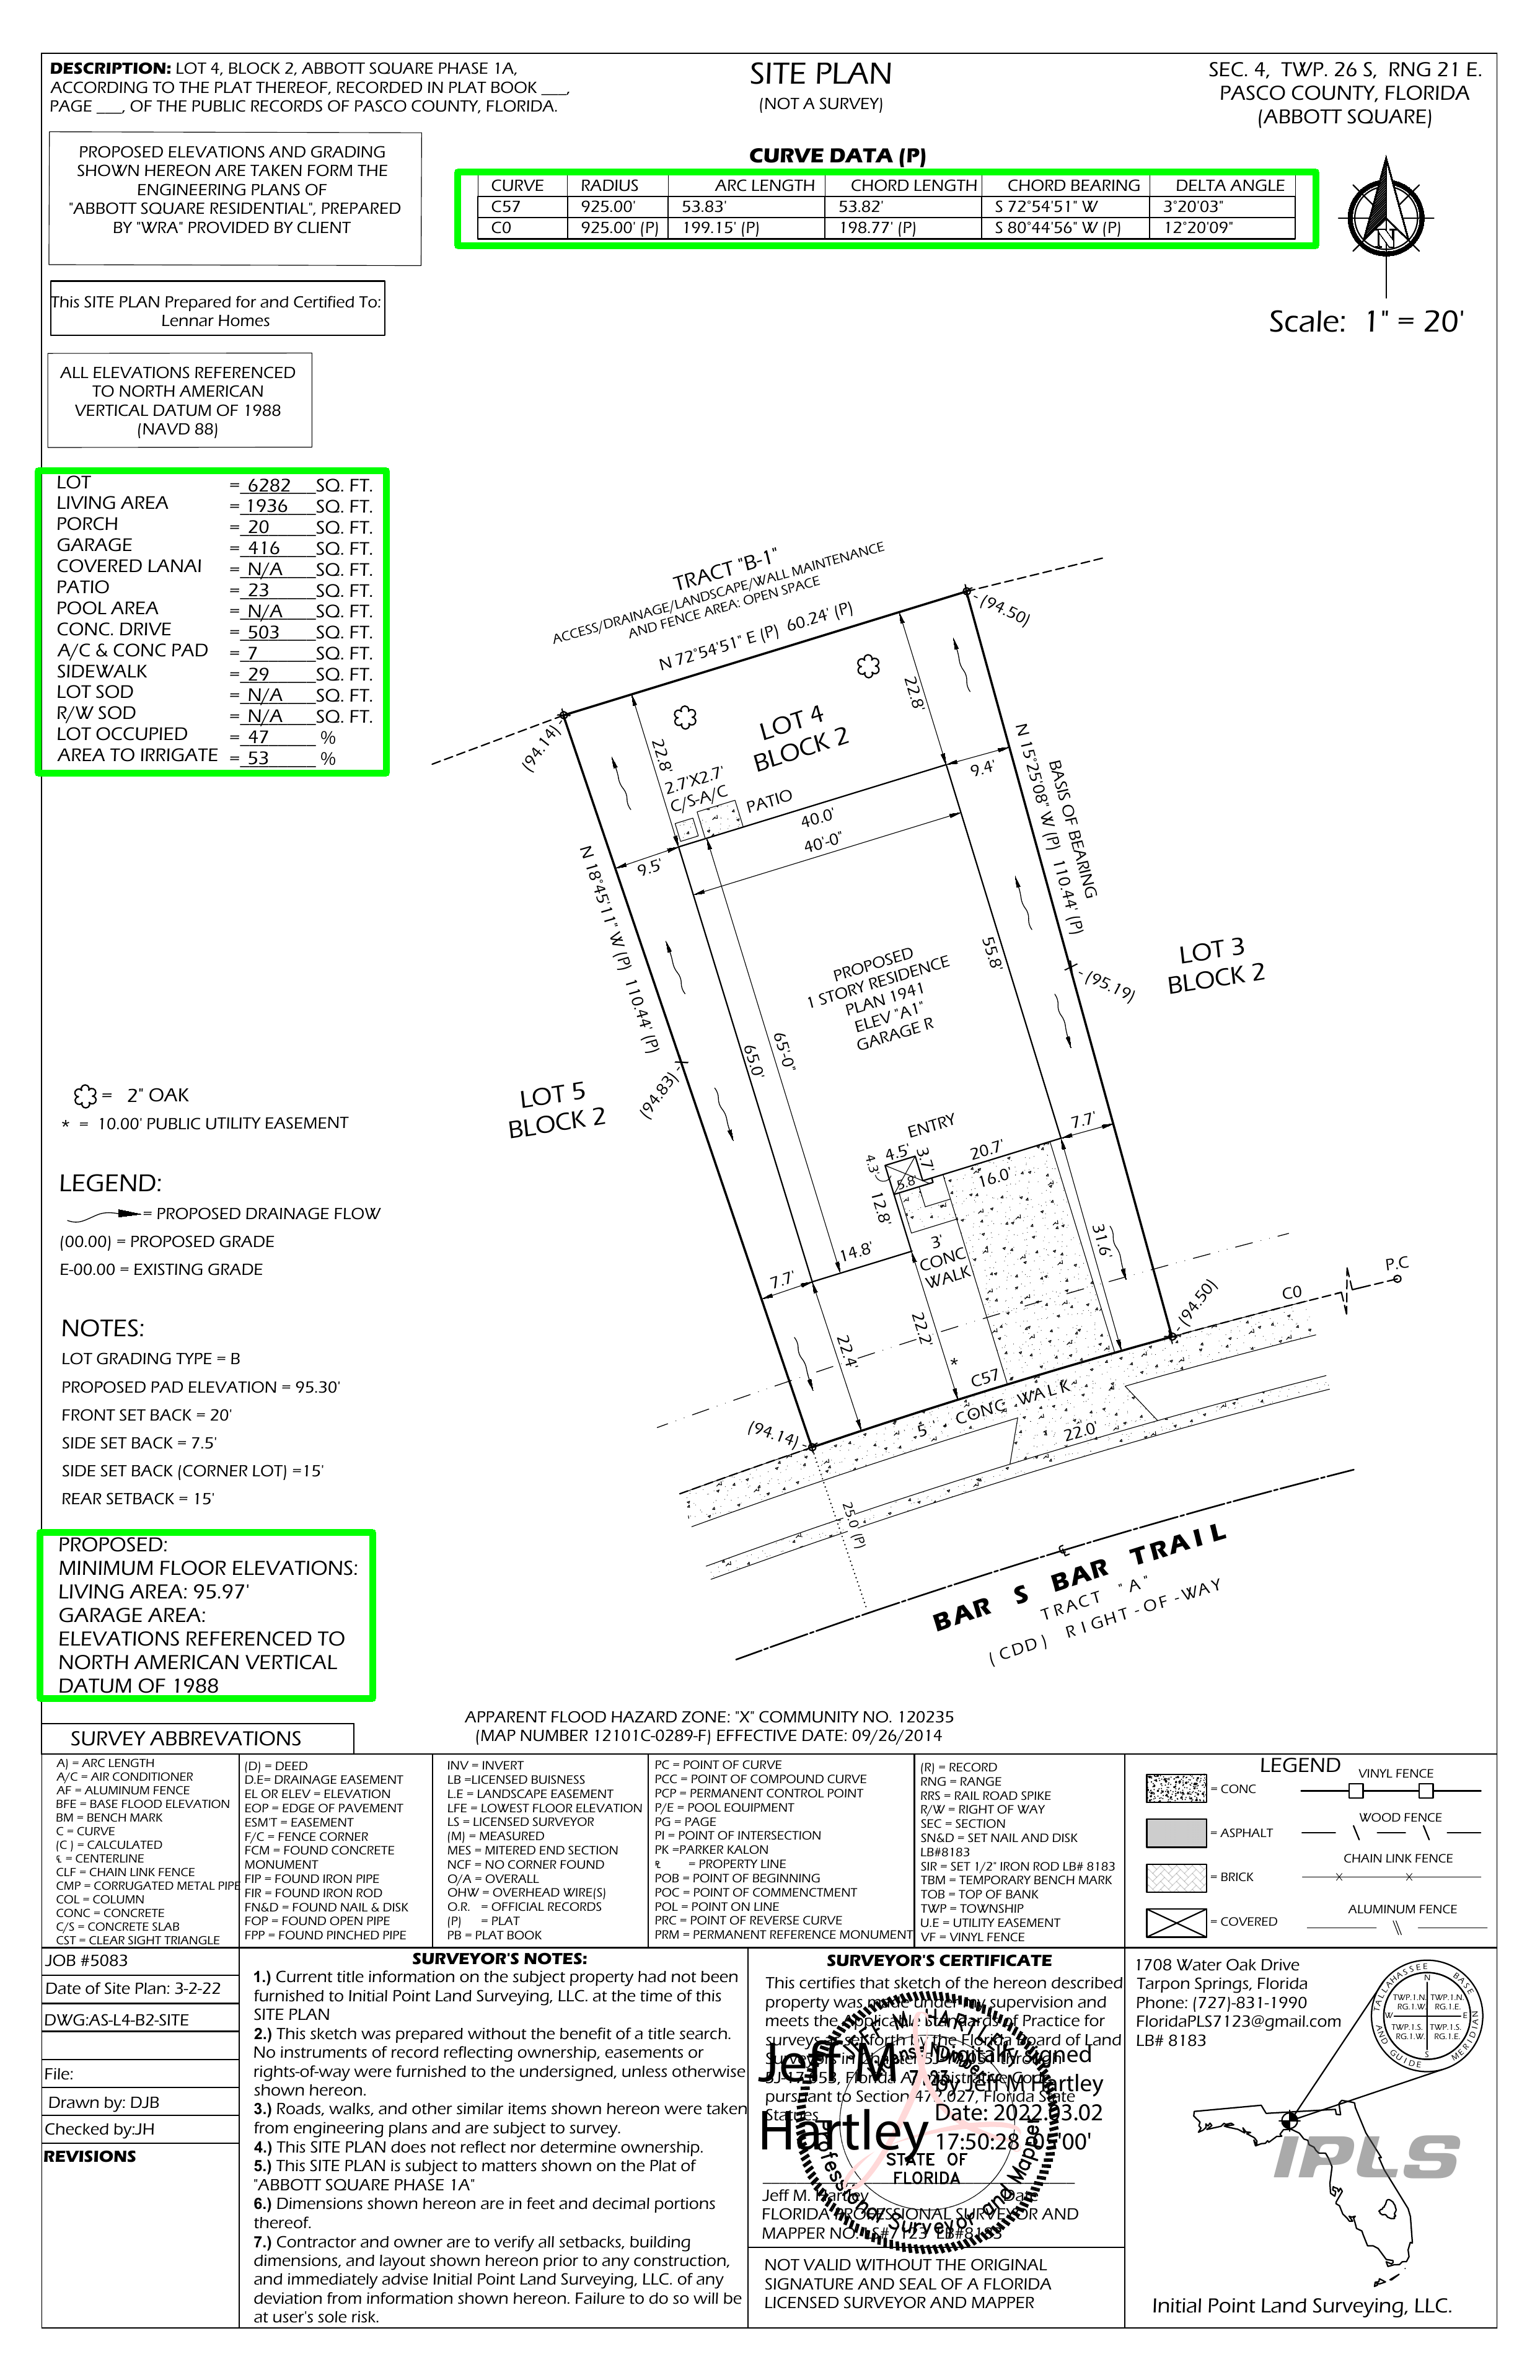 DESCRIPTION: LOT 4, BLOCK 2, ABBOTT SQUARE PHASE 1A,
ACCORDING TO THE PLAT THEREOF, RECORDED IN PLAT BOOK ___,
PAGE ___, OF THE PUBLIC RECORDS OF PASCO COUNTY, FLORIDA.
SITE PLAN
(NOT A SURVEY)
SEC. 4, TWP. 26 S, RNG 21 E.
PASCO COUNTY, FLORIDA
(ABBOTT SQUARE)
PROPOSED ELEVATIONS AND GRADING
SHOWN HEREON ARE TAKEN FORM THE
ENGINEERING PLANS OF
"ABBOTT SQUARE RESIDENTIAL", PREPARED
BY "WRA" PROVIDED BY CLIENT
CURVE DATA (P)
CURVE RADIUS ARC LENGTH CHORD LENGTH CHORD BEARING DELTA ANGLE
C57 925.00' 53.83' 53.82' S 72°54'51" W 3°20'03"
C0 925.00' (P) 199.15' (P) 198.77' (P) S 80°44'56" W (P) 12°20'09"
N
Scale: 1" = 20'
This SITE PLAN Prepared for and Certified To:
Lennar Homes
ALL ELEVATIONS REFERENCED
TO NORTH AMERICAN
VERTICAL DATUM OF 1988
(NAVD 88)
LOT = 6282 SQ. FT.
LIVING AREA = 1936 SQ. FT.
PORCH = 20 SQ. FT.
GARAGE = 416 SQ. FT.
COVERED LANAI = N/A SQ. FT.
PATIO = 23 SQ. FT.
POOL AREA = N/A SQ. FT.
CONC. DRIVE = 503 SQ. FT.
A/C & CONC PAD = 7 SQ. FT.
SIDEWALK = 29 SQ. FT.
LOT SOD = N/A SQ. FT.
R/W SOD = N/A SQ. FT.
LOT OCCUPIED = 47 %
AREA TO IRRIGATE = 53 %
TRACT "B-1"
ACCESS/DRAINAGE/LANDSCAPE/WALL MAINTENANCE
AND FENCE AREA: OPEN SPACE
N 72°54'51" E (P) 60.24' (P)
(94.50)
(94.14)
22.8'
22.8'
LOT 4
BLOCK 2
2.7'X2.7'
C/S-A/C
PATIO
9.4'
9.5'
40.0'
40'-0"
N 15°25'08" W (P) 110.44' (P)
BASIS OF BEARING
N 18°45'11" W (P) 110.44' (P)
PROPOSED
1 STORY RESIDENCE
PLAN 1941
ELEV "A1"
GARAGE R
55.8'
65.0'
65'-0"
LOT 3
BLOCK 2
(95.19)
LOT 5
BLOCK 2
(94.83)
ENTRY
4.5'
3.7'
4.3'
5.8'
20.7'
16.0'
7.7'
12.8'
14.8'
3'
CONC
WALK
31.6'
7.7'
22.4'
22.2'
*
C57
(94.50)
C0
P.C
(94.14)
5
CONC WALK
22.0'
25.0 (P)
BAR S BAR TRAIL
TRACT "A"
(CDD) RIGHT-OF-WAY
= 2" OAK
* = 10.00' PUBLIC UTILITY EASEMENT
LEGEND:
= PROPOSED DRAINAGE FLOW
(00.00) = PROPOSED GRADE
E-00.00 = EXISTING GRADE
NOTES:
LOT GRADING TYPE = B
PROPOSED PAD ELEVATION = 95.30'
FRONT SET BACK = 20'
SIDE SET BACK = 7.5'
SIDE SET BACK (CORNER LOT) =15'
REAR SETBACK = 15'
PROPOSED:
MINIMUM FLOOR ELEVATIONS:
LIVING AREA: 95.97'
GARAGE AREA:
ELEVATIONS REFERENCED TO
NORTH AMERICAN VERTICAL
DATUM OF 1988
APPARENT FLOOD HAZARD ZONE: "X" COMMUNITY NO. 120235
(MAP NUMBER 12101C-0289-F) EFFECTIVE DATE: 09/26/2014
SURVEY ABBREVATIONS
A) = ARC LENGTH
A/C = AIR CONDITIONER
AF = ALUMINUM FENCE
BFE = BASE FLOOD ELEVATION
BM = BENCH MARK
C = CURVE
(C ) = CALCULATED
℄ = CENTERLINE
CLF = CHAIN LINK FENCE
CMP = CORRUGATED METAL PIPE
COL = COLUMN
CONC = CONCRETE
C/S = CONCRETE SLAB
CST = CLEAR SIGHT TRIANGLE
(D) = DEED
D.E= DRAINAGE EASEMENT
EL OR ELEV = ELEVATION
EOP = EDGE OF PAVEMENT
ESM'T = EASEMENT
F/C = FENCE CORNER
FCM = FOUND CONCRETE
MONUMENT
FIP = FOUND IRON PIPE
FIR = FOUND IRON ROD
FN&D = FOUND NAIL & DISK
FOP = FOUND OPEN PIPE
FPP = FOUND PINCHED PIPE
INV = INVERT
LB =LICENSED BUISNESS
L.E = LANDSCAPE EASEMENT
LFE = LOWEST FLOOR ELEVATION
LS = LICENSED SURVEYOR
(M) = MEASURED
MES = MITERED END SECTION
NCF = NO CORNER FOUND
O/A = OVERALL
OHW = OVERHEAD WIRE(S)
O.R. = OFFICIAL RECORDS
(P) = PLAT
PB = PLAT BOOK
PC = POINT OF CURVE
PCC = POINT OF COMPOUND CURVE
PCP = PERMANENT CONTROL POINT
P/E = POOL EQUIPMENT
PG = PAGE
PI = POINT OF INTERSECTION
PK =PARKER KALON
= PROPERTY LINE
POB = POINT OF BEGINNING
POC = POINT OF COMMENCTMENT
POL = POINT ON LINE
PRC = POINT OF REVERSE CURVE
PRM = PERMANENT REFERENCE MONUMENT
(R) = RECORD
RNG = RANGE
RRS = RAIL ROAD SPIKE
R/W = RIGHT OF WAY
SEC = SECTION
SN&D = SET NAIL AND DISK
LB#8183
SIR = SET 1/2" IRON ROD LB# 8183
TBM = TEMPORARY BENCH MARK
TOB = TOP OF BANK
TWP = TOWNSHIP
U.E = UTILITY EASEMENT
VF = VINYL FENCE
LEGEND
= CONC
= ASPHALT
= BRICK
= COVERED
VINYL FENCE
WOOD FENCE
CHAIN LINK FENCE
ALUMINUM FENCE
JOB #5083
Date of Site Plan: 3-2-22
DWG:AS-L4-B2-SITE
File:
Drawn by: DJB
Checked by:JH
REVISIONS
SURVEYOR'S NOTES:
1.) Current title information on the subject property had not been
furnished to Initial Point Land Surveying, LLC. at the time of this
SITE PLAN
2.) This sketch was prepared without the benefit of a title search.
No instruments of record reflecting ownership, easements or
rights-of-way were furnished to the undersigned, unless otherwise
shown hereon.
3.) Roads, walks, and other similar items shown hereon were taken
from engineering plans and are subject to survey.
4.) This SITE PLAN does not reflect nor determine ownership.
5.) This SITE PLAN is subject to matters shown on the Plat of
"ABBOTT SQUARE PHASE 1A"
6.) Dimensions shown hereon are in feet and decimal portions
thereof.
7.) Contractor and owner are to verify all setbacks, building
dimensions, and layout shown hereon prior to any construction,
and immediately advise Initial Point Land Surveying, LLC. of any
deviation from information shown hereon. Failure to do so will be
at user's sole risk.
SURVEYOR'S CERTIFICATE
This certifies that sketch of the hereon described
property was made under my supervision and
meets the applicable Standards of Practice for
surveys as setforth by the Florida Board of Land
Surveyors in Chapter 5J-17.051 through
5J-17.053, Florida Administrative Code,
pursuant to Section 472.027, Florida State
Statues.
Jeff M
Hartley
Digitally signed
by Jeff M Hartley
Date: 2022.03.02
17:50:28 -05'00'
JEFF M. HARTLEY
STATE OF
FLORIDA
Professional Surveyor and Mapper
Jeff M. Hartley Date
FLORIDA PROFESSIONAL SURVEYOR AND
MAPPER NO. LS#7123 LB#8183
NOT VALID WITHOUT THE ORIGINAL
SIGNATURE AND SEAL OF A FLORIDA
LICENSED SURVEYOR AND MAPPER
1708 Water Oak Drive
Tarpon Springs, Florida
Phone: (727)-831-1990
FloridaPLS7123@gmail.com
LB# 8183
TALLAHASSEE BASE
AND GUIDE MERIDIAN
N
W
E
S
TWP.1.N. TWP.1.N.
RG.1.W. RG.1.E.
TWP.1.S. TWP.1.S.
RG.1.W. RG.1.E.
IPLS
Initial Point Land Surveying, LLC.